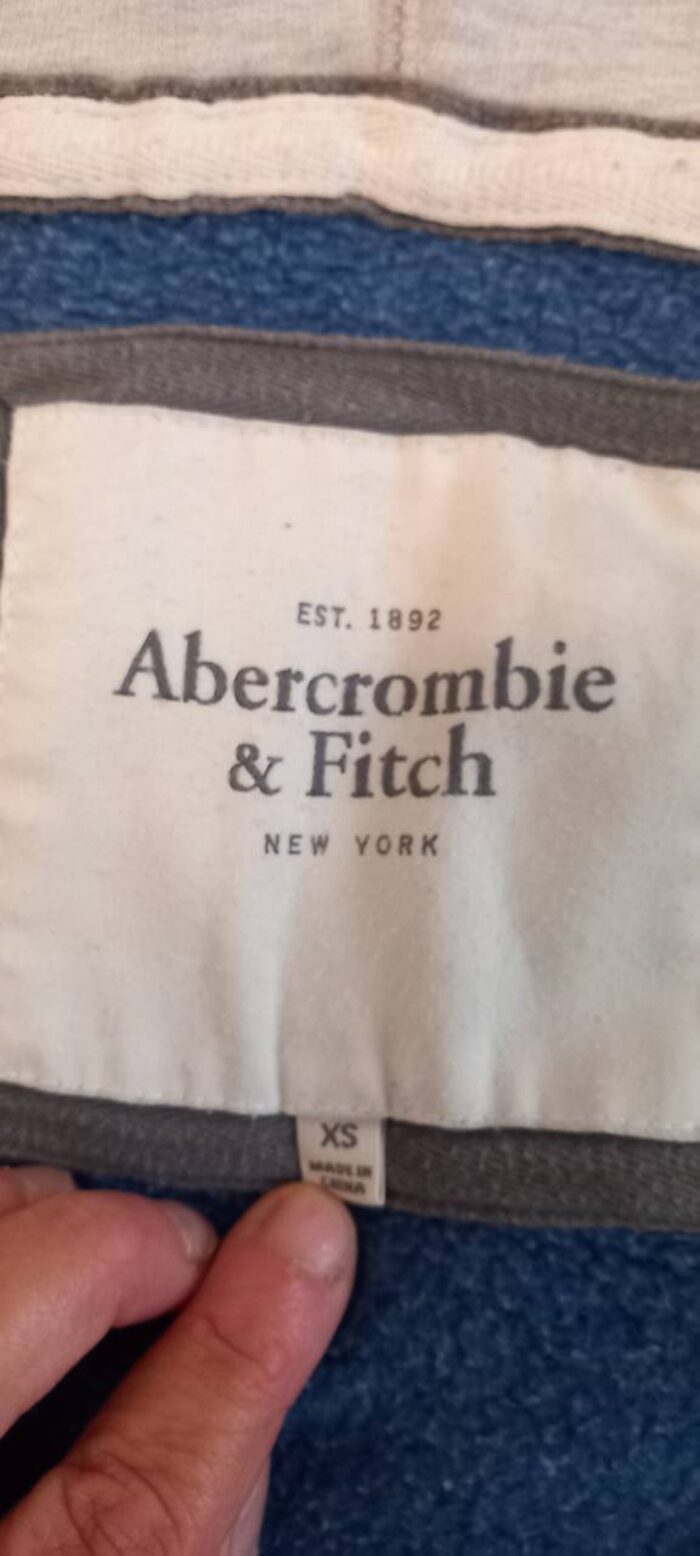 EST. 1892
Abercrombie
& Fitch
NEW YORK
XS
MADE IN
CHINA